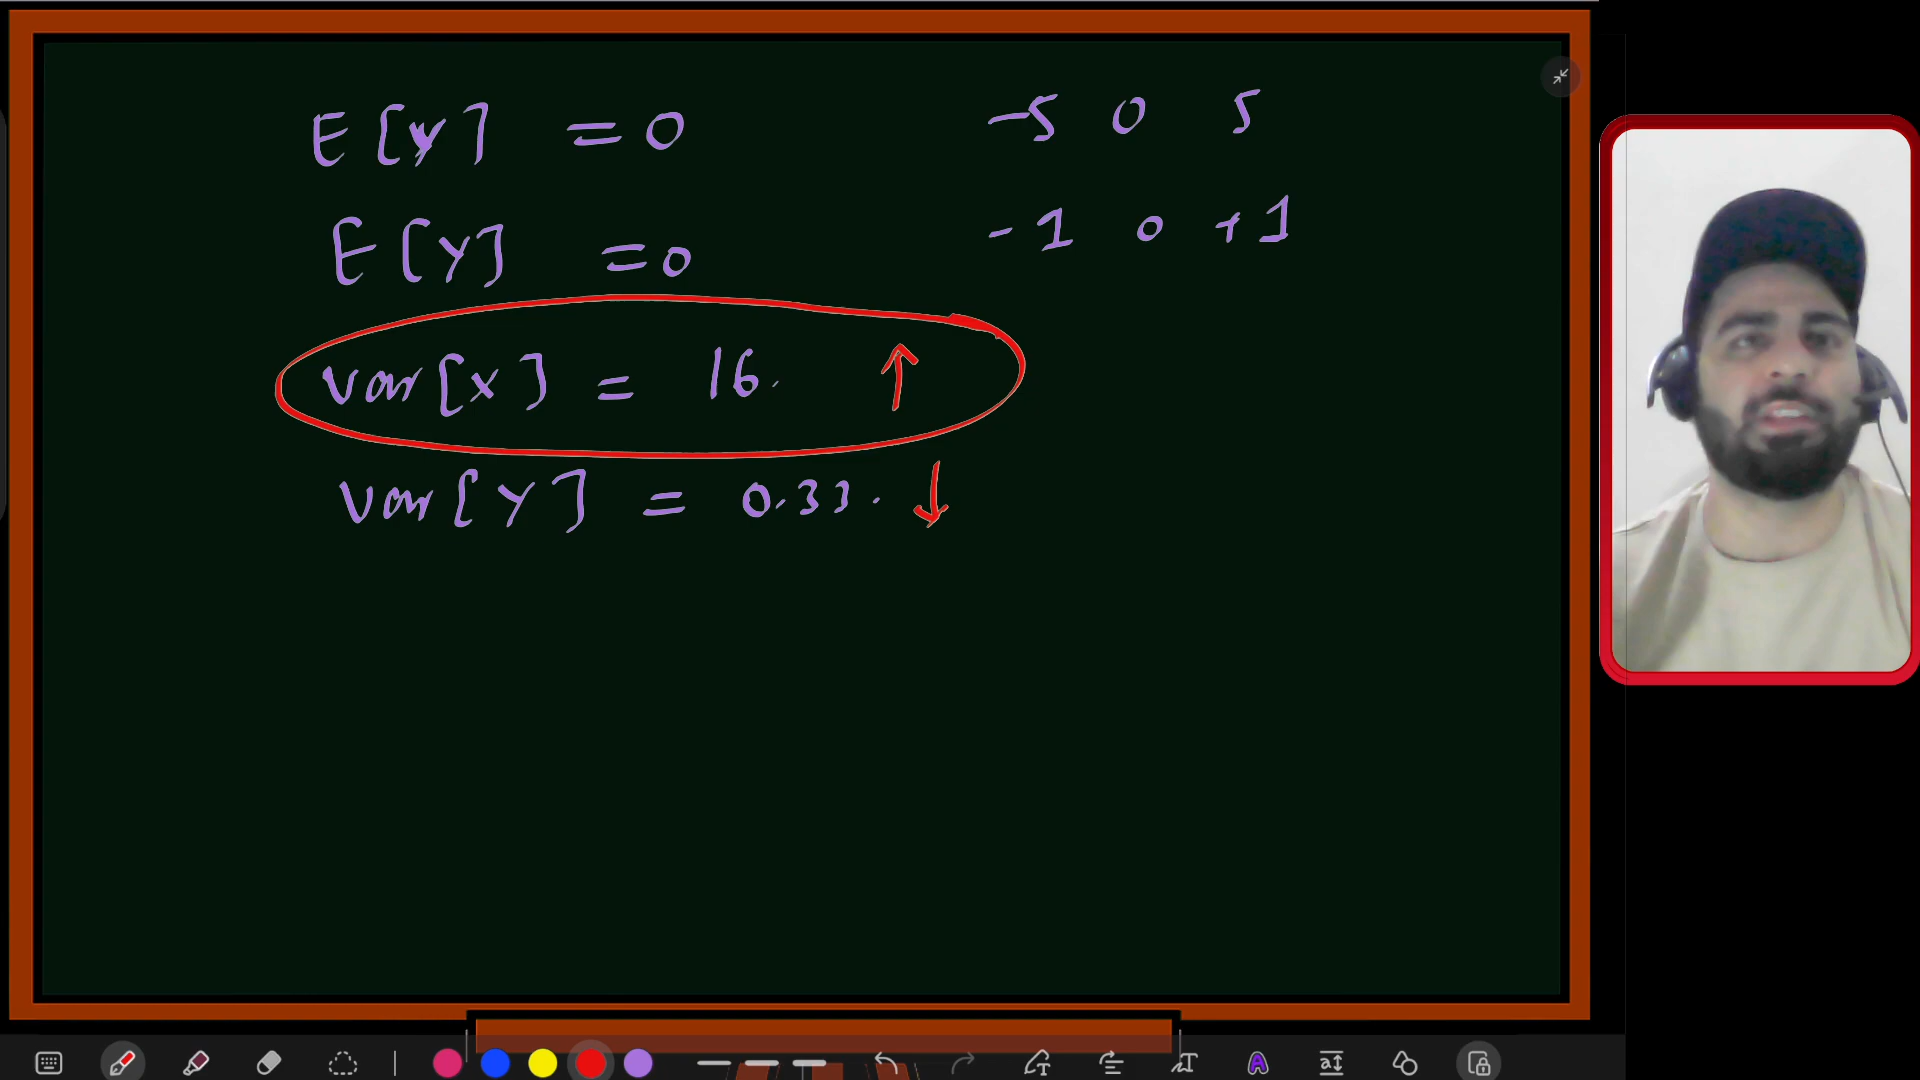 E[Y] = 0
-5 0 5
E[Y] = 0
-1 0 +1
Var[X] = 16.
Var[Y] = 0.33.